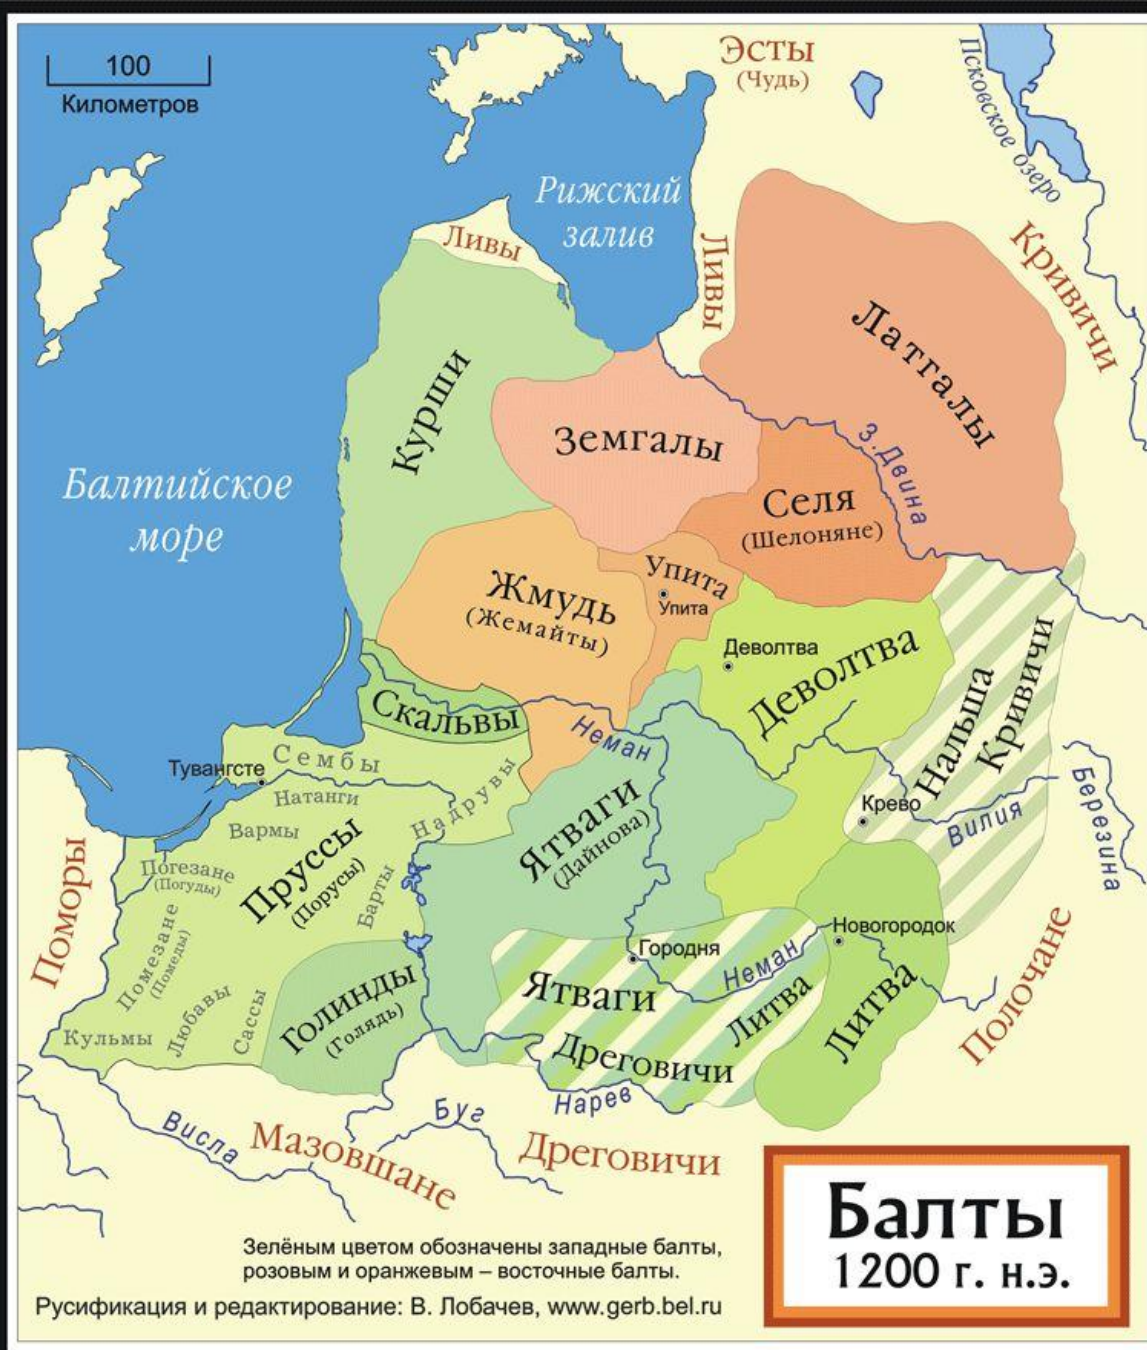 100
Километров
Эсты
(Чудь)
Псковское озеро
Рижский
залив
Ливы
Ливы
Кривичи
Латгалы
Курши
Земгалы
З. Двина
Селя
(Шелоняне)
Балтийское
море
Упита
Упита
Жмудь
(Жемайты)
Деволтва
Деволтва
Нальша
Кривичи
Скальвы
Неман
Сембы
Тувангсте
Натанги
Надрувы
Вармы
Ятваги
(Дайнова)
Крево
Вилия
Березина
Пруссы
(Порусы)
Погезане
(Погуды)
Барты
Поморы
Помезане
(Помеды)
Новогородок
Городня
Неман
Полочане
Голинды
(Голядь)
Ятваги
Литва
Литва
Кульмы
Любавы
Сассы
Дреговичи
Нарев
Буг
Висла
Мазовшане
Дреговичи
Балты
1200 г. н.э.
Зелёным цветом обозначены западные балты,
розовым и оранжевым – восточные балты.
Русификация и редактирование: В. Лобачев, www.gerb.bel.ru